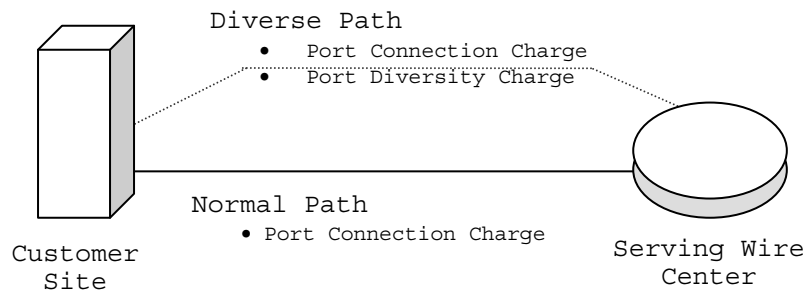 Diverse Path
• Port Connection Charge
• Port Diversity Charge
Normal Path
• Port Connection Charge
Customer
Site
Serving Wire
Center